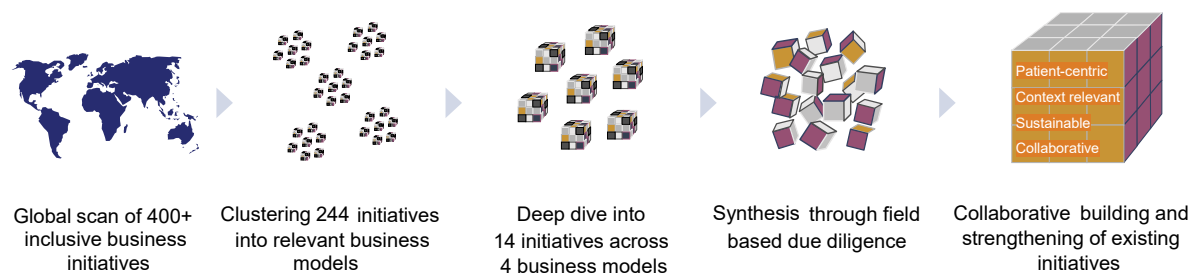 Patient-centric
Context relevant
Sustainable
Collaborative
Global scan of 400+
inclusive business
initiatives
Clustering 244 initiatives
into relevant business
models
Deep dive into
14 initiatives across
4 business models
Synthesis through field
based due diligence
Collaborative building and
strengthening of existing
initiatives